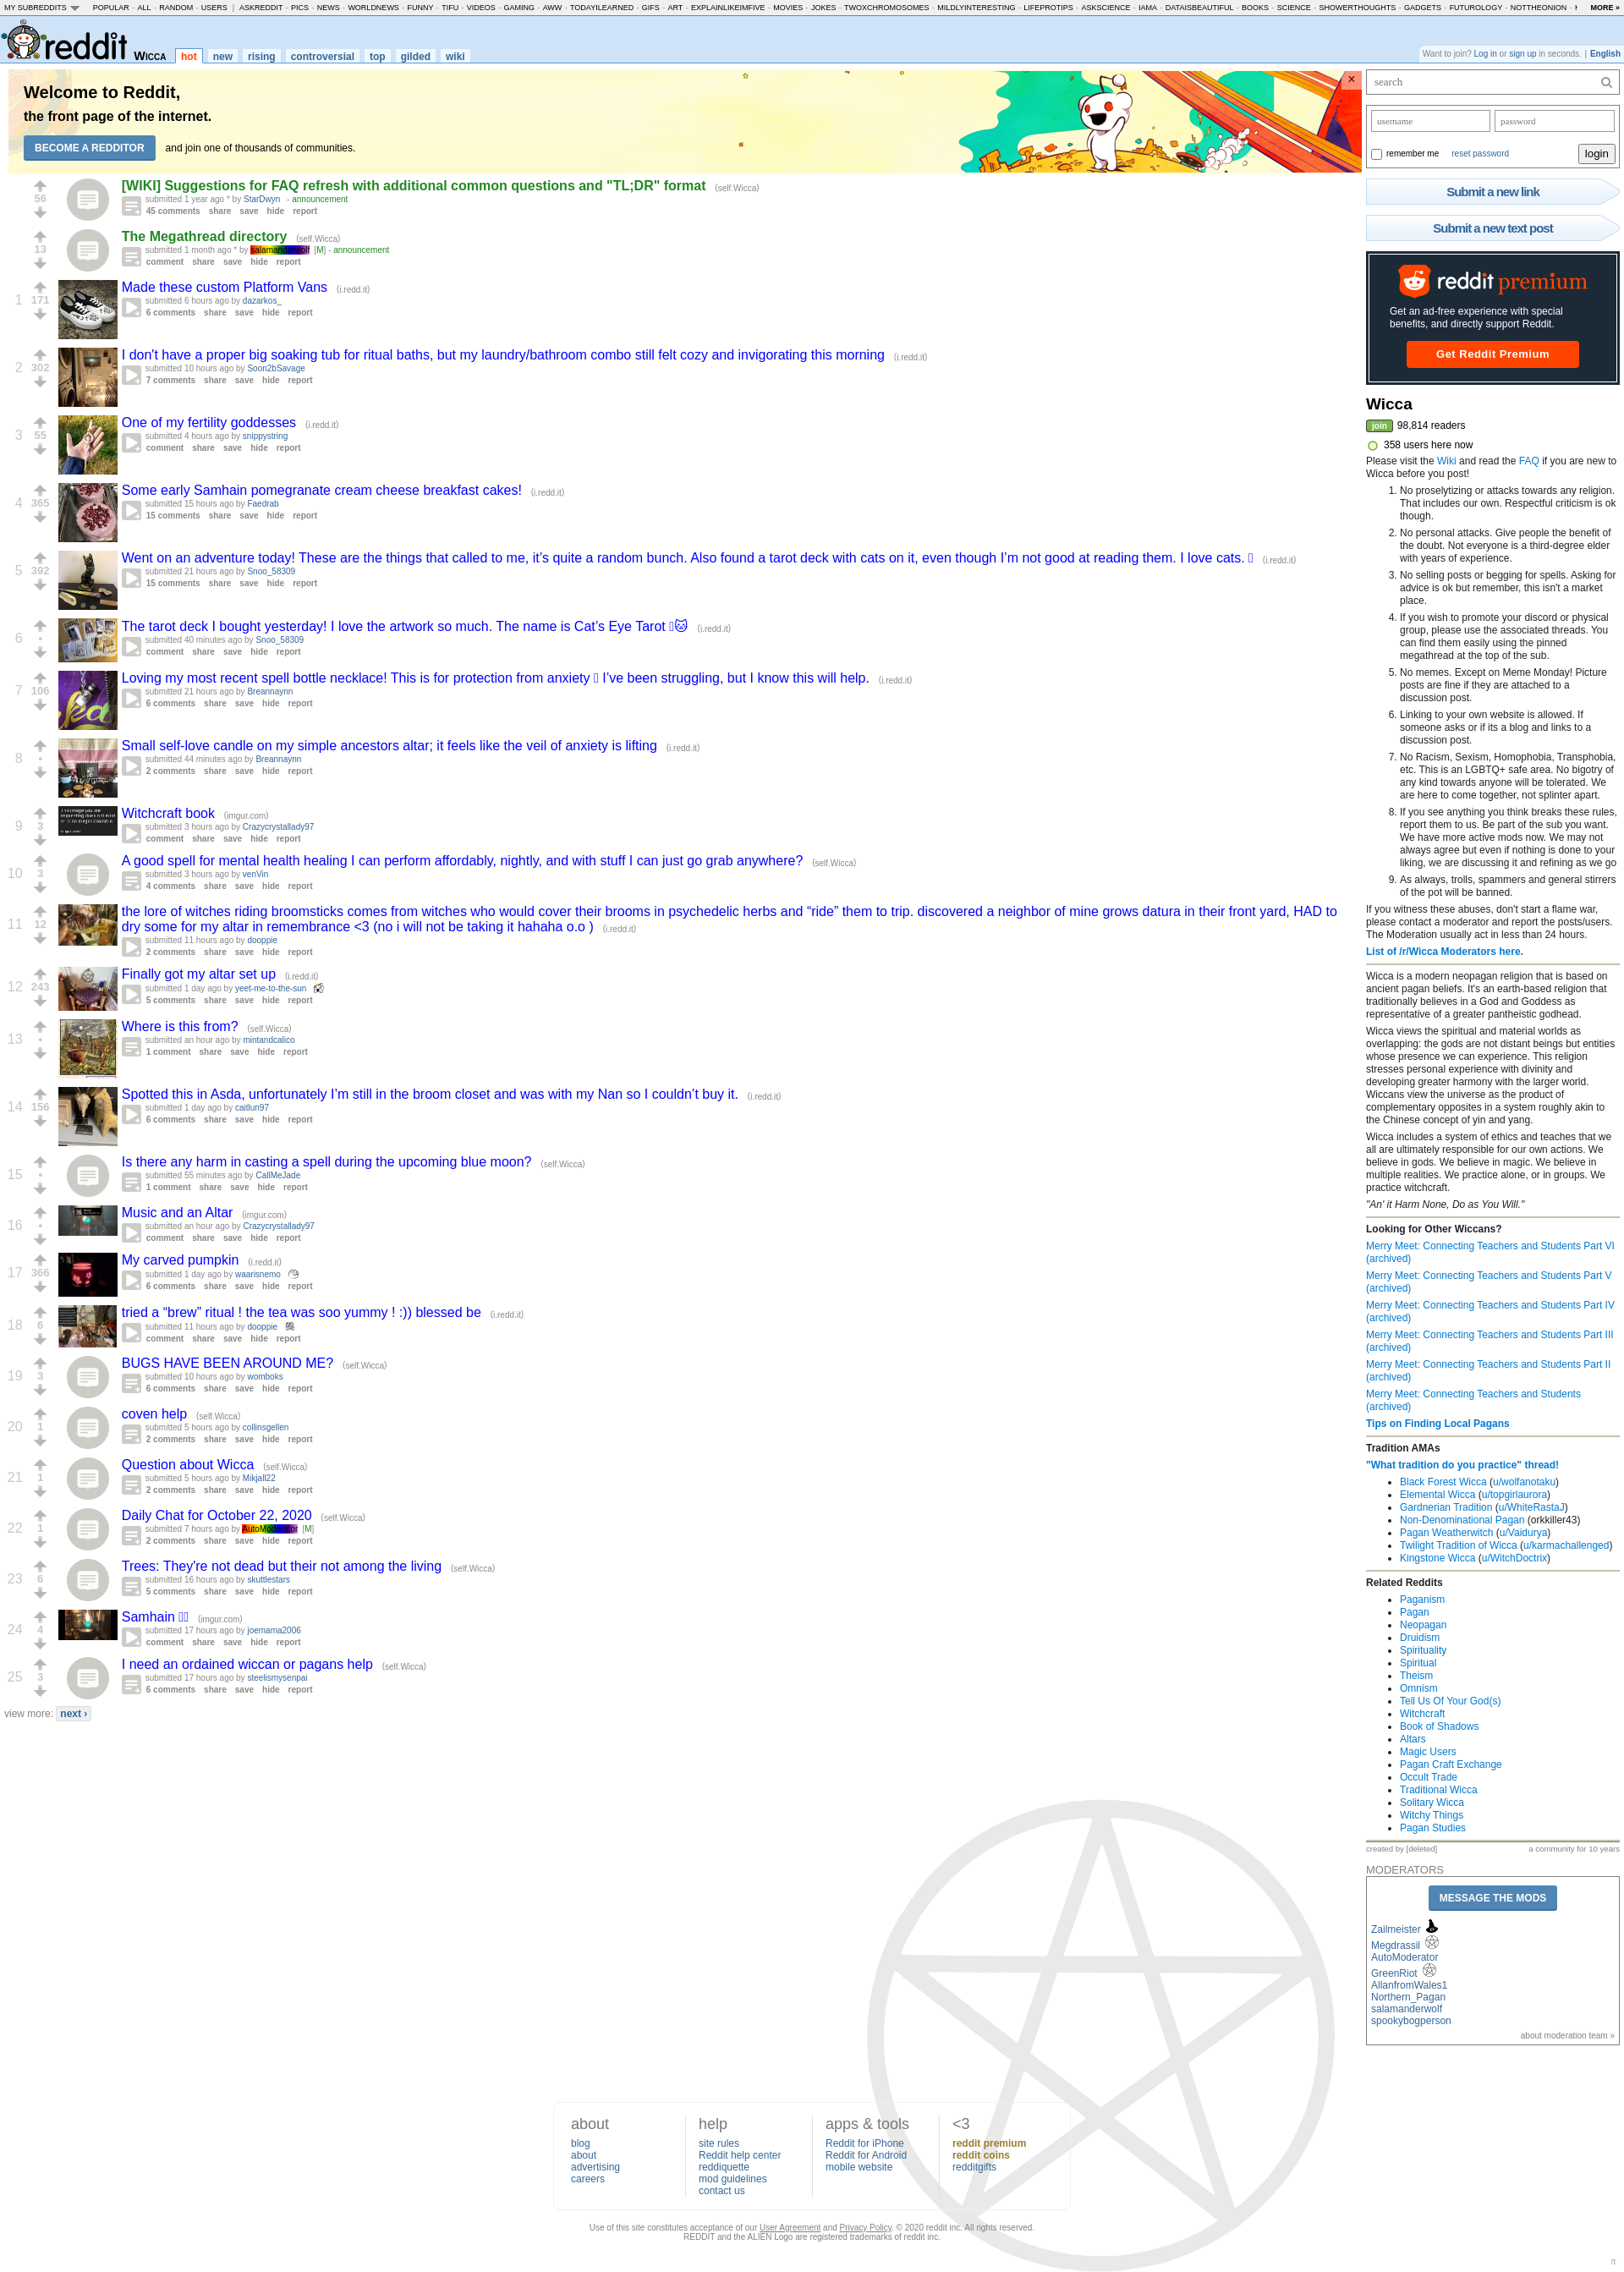 MY SUBREDDITS POPULAR - ALL - RANDOM - USERS | ASKREDDIT - PICS - NEWS - WORLDNEWS - FUNNY - TIFU - VIDEOS - GAMING - AWW - TODAYILEARNED - GIFS - ART - EXPLAINLIKEIMFIVE - MOVIES - JOKES - TWOXCHROMOSOMES - MILDLYINTERESTING - LIFEPROTIPS - ASKSCIENCE - IAMA - DATAISBEAUTIFUL - BOOKS - SCIENCE - SHOWERTHOUGHTS - GADGETS - FUTUROLOGY - NOTTHEONION - MORE »
reddit WICCA hot new rising controversial top gilded wiki
Want to join? Log in or sign up in seconds. | English
Welcome to Reddit,
the front page of the internet.
BECOME A REDDITOR and join one of thousands of communities.
×
56
[WIKI] Suggestions for FAQ refresh with additional common questions and "TL;DR" format (self.Wicca)
submitted 1 year ago * by StarDwyn - announcement
45 comments share save hide report
13
The Megathread directory (self.Wicca)
submitted 1 month ago * by salamanderwolf [M] - announcement
comment share save hide report
1 171
Made these custom Platform Vans (i.redd.it)
submitted 6 hours ago by dazarkos_
6 comments share save hide report
2 302
I don't have a proper big soaking tub for ritual baths, but my laundry/bathroom combo still felt cozy and invigorating this morning (i.redd.it)
submitted 10 hours ago by Soon2bSavage
7 comments share save hide report
3 55
One of my fertility goddesses (i.redd.it)
submitted 4 hours ago by snippystring
comment share save hide report
4 365
Some early Samhain pomegranate cream cheese breakfast cakes! (i.redd.it)
submitted 15 hours ago by Faedrab
15 comments share save hide report
5 392
Went on an adventure today! These are the things that called to me, it’s quite a random bunch. Also found a tarot deck with cats on it, even though I’m not good at reading them. I love cats. (i.redd.it)
submitted 21 hours ago by Snoo_58309
15 comments share save hide report
6 •
The tarot deck I bought yesterday! I love the artwork so much. The name is Cat’s Eye Tarot 🐱 (i.redd.it)
submitted 40 minutes ago by Snoo_58309
comment share save hide report
7 106
Loving my most recent spell bottle necklace! This is for protection from anxiety I’ve been struggling, but I know this will help. (i.redd.it)
submitted 21 hours ago by Breannaynn
6 comments share save hide report
8 •
Small self-love candle on my simple ancestors altar; it feels like the veil of anxiety is lifting (i.redd.it)
submitted 44 minutes ago by Breannaynn
2 comments share save hide report
9 3
Witchcraft book (imgur.com)
submitted 3 hours ago by Crazycrystallady97
comment share save hide report
10 3
A good spell for mental health healing I can perform affordably, nightly, and with stuff I can just go grab anywhere? (self.Wicca)
submitted 3 hours ago by venVin
4 comments share save hide report
11 12
the lore of witches riding broomsticks comes from witches who would cover their brooms in psychedelic herbs and “ride” them to trip. discovered a neighbor of mine grows datura in their front yard, HAD to
dry some for my altar in remembrance <3 (no i will not be taking it hahaha o.o ) (i.redd.it)
submitted 11 hours ago by dooppie
2 comments share save hide report
12 243
Finally got my altar set up (i.redd.it)
submitted 1 day ago by yeet-me-to-the-sun
5 comments share save hide report
13 •
Where is this from? (self.Wicca)
submitted an hour ago by mintandcalico
1 comment share save hide report
14 156
Spotted this in Asda, unfortunately I’m still in the broom closet and was with my Nan so I couldn’t buy it. (i.redd.it)
submitted 1 day ago by caitlun97
6 comments share save hide report
15 •
Is there any harm in casting a spell during the upcoming blue moon? (self.Wicca)
submitted 55 minutes ago by CallMeJade
1 comment share save hide report
16 •
Music and an Altar (imgur.com)
submitted an hour ago by Crazycrystallady97
comment share save hide report
17 366
My carved pumpkin (i.redd.it)
submitted 1 day ago by waarisnemo
6 comments share save hide report
18 6
tried a “brew” ritual ! the tea was soo yummy ! :)) blessed be (i.redd.it)
submitted 11 hours ago by dooppie
comment share save hide report
19 3
BUGS HAVE BEEN AROUND ME? (self.Wicca)
submitted 10 hours ago by womboks
6 comments share save hide report
20 1
coven help (self.Wicca)
submitted 5 hours ago by collinsgellen
2 comments share save hide report
21 1
Question about Wicca (self.Wicca)
submitted 5 hours ago by Mikjall22
2 comments share save hide report
22 1
Daily Chat for October 22, 2020 (self.Wicca)
submitted 7 hours ago by AutoModerator [M]
2 comments share save hide report
23 6
Trees: They're not dead but their not among the living (self.Wicca)
submitted 16 hours ago by skuttlestars
5 comments share save hide report
24 4
Samhain (imgur.com)
submitted 17 hours ago by joemama2006
comment share save hide report
25 3
I need an ordained wiccan or pagans help (self.Wicca)
submitted 17 hours ago by steelismysenpai
6 comments share save hide report
view more: next ›
search
username password
remember me reset password login
Submit a new link
Submit a new text post
reddit premium
Get an ad-free experience with special
benefits, and directly support Reddit.
Get Reddit Premium
Wicca
join 98,814 readers
358 users here now
Please visit the Wiki and read the FAQ if you are new to
Wicca before you post!
1. No proselytizing or attacks towards any religion.
That includes our own. Respectful criticism is ok
though.
2. No personal attacks. Give people the benefit of
the doubt. Not everyone is a third-degree elder
with years of experience.
3. No selling posts or begging for spells. Asking for
advice is ok but remember, this isn't a market
place.
4. If you wish to promote your discord or physical
group, please use the associated threads. You
can find them easily using the pinned
megathread at the top of the sub.
5. No memes. Except on Meme Monday! Picture
posts are fine if they are attached to a
discussion post.
6. Linking to your own website is allowed. If
someone asks or if its a blog and links to a
discussion post.
7. No Racism, Sexism, Homophobia, Transphobia,
etc. This is an LGBTQ+ safe area. No bigotry of
any kind towards anyone will be tolerated. We
are here to come together, not splinter apart.
8. If you see anything you think breaks these rules,
report them to us. Be part of the sub you want.
We have more active mods now. We may not
always agree but even if nothing is done to your
liking, we are discussing it and refining as we go
9. As always, trolls, spammers and general stirrers
of the pot will be banned.
If you witness these abuses, don't start a flame war,
please contact a moderator and report the posts/users.
The Moderation usually act in less than 24 hours.
List of /r/Wicca Moderators here.
Wicca is a modern neopagan religion that is based on
ancient pagan beliefs. It's an earth-based religion that
traditionally believes in a God and Goddess as
representative of a greater pantheistic godhead.
Wicca views the spiritual and material worlds as
overlapping: the gods are not distant beings but entities
whose presence we can experience. This religion
stresses personal experience with divinity and
developing greater harmony with the larger world.
Wiccans view the universe as the product of
complementary opposites in a system roughly akin to
the Chinese concept of yin and yang.
Wicca includes a system of ethics and teaches that we
all are ultimately responsible for our own actions. We
believe in gods. We believe in magic. We believe in
multiple realities. We practice alone, or in groups. We
practice witchcraft.
"An' it Harm None, Do as You Will."
Looking for Other Wiccans?
Merry Meet: Connecting Teachers and Students Part VI
(archived)
Merry Meet: Connecting Teachers and Students Part V
(archived)
Merry Meet: Connecting Teachers and Students Part IV
(archived)
Merry Meet: Connecting Teachers and Students Part III
(archived)
Merry Meet: Connecting Teachers and Students Part II
(archived)
Merry Meet: Connecting Teachers and Students
(archived)
Tips on Finding Local Pagans
Tradition AMAs
"What tradition do you practice" thread!
• Black Forest Wicca (u/wolfanotaku)
• Elemental Wicca (u/topgirlaurora)
• Gardnerian Tradition (u/WhiteRastaJ)
• Non-Denominational Pagan (orkkiller43)
• Pagan Weatherwitch (u/Vaidurya)
• Twilight Tradition of Wicca (u/karmachallenged)
• Kingstone Wicca (u/WitchDoctrix)
Related Reddits
• Paganism
• Pagan
• Neopagan
• Druidism
• Spirituality
• Spiritual
• Theism
• Omnism
• Tell Us Of Your God(s)
• Witchcraft
• Book of Shadows
• Altars
• Magic Users
• Pagan Craft Exchange
• Occult Trade
• Traditional Wicca
• Solitary Wicca
• Witchy Things
• Pagan Studies
created by [deleted] a community for 10 years
MODERATORS
MESSAGE THE MODS
Zailmeister
Megdrassil
AutoModerator
GreenRiot
AllanfromWales1
Northern_Pagan
salamanderwolf
spookybogperson
about moderation team »
about help apps & tools <3
blog site rules Reddit for iPhone reddit premium
about Reddit help center Reddit for Android reddit coins
advertising reddiquette mobile website redditgifts
careers mod guidelines
contact us
Use of this site constitutes acceptance of our User Agreement and Privacy Policy. © 2020 reddit inc. All rights reserved.
REDDIT and the ALIEN Logo are registered trademarks of reddit inc.
π